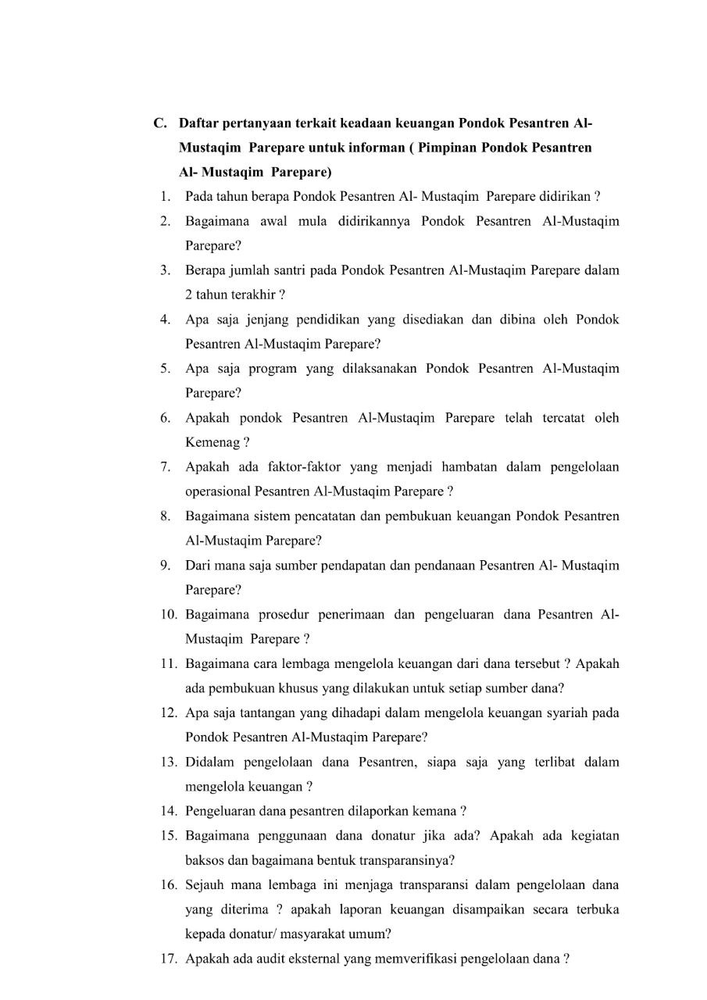 C. Daftar pertanyaan terkait keadaan keuangan Pondok Pesantren Al-
Mustaqim Parepare untuk informan ( Pimpinan Pondok Pesantren
Al- Mustaqim Parepare)
1. Pada tahun berapa Pondok Pesantren Al- Mustaqim Parepare didirikan ?
2. Bagaimana awal mula didirikannya Pondok Pesantren Al-Mustaqim
Parepare?
3. Berapa jumlah santri pada Pondok Pesantren Al-Mustaqim Parepare dalam
2 tahun terakhir ?
4. Apa saja jenjang pendidikan yang disediakan dan dibina oleh Pondok
Pesantren Al-Mustaqim Parepare?
5. Apa saja program yang dilaksanakan Pondok Pesantren Al-Mustaqim
Parepare?
6. Apakah pondok Pesantren Al-Mustaqim Parepare telah tercatat oleh
Kemenag ?
7. Apakah ada faktor-faktor yang menjadi hambatan dalam pengelolaan
operasional Pesantren Al-Mustaqim Parepare ?
8. Bagaimana sistem pencatatan dan pembukuan keuangan Pondok Pesantren
Al-Mustaqim Parepare?
9. Dari mana saja sumber pendapatan dan pendanaan Pesantren Al- Mustaqim
Parepare?
10. Bagaimana prosedur penerimaan dan pengeluaran dana Pesantren Al-
Mustaqim Parepare ?
11. Bagaimana cara lembaga mengelola keuangan dari dana tersebut ? Apakah
ada pembukuan khusus yang dilakukan untuk setiap sumber dana?
12. Apa saja tantangan yang dihadapi dalam mengelola keuangan syariah pada
Pondok Pesantren Al-Mustaqim Parepare?
13. Didalam pengelolaan dana Pesantren, siapa saja yang terlibat dalam
mengelola keuangan ?
14. Pengeluaran dana pesantren dilaporkan kemana ?
15. Bagaimana penggunaan dana donatur jika ada? Apakah ada kegiatan
baksos dan bagaimana bentuk transparansinya?
16. Sejauh mana lembaga ini menjaga transparansi dalam pengelolaan dana
yang diterima ? apakah laporan keuangan disampaikan secara terbuka
kepada donatur/ masyarakat umum?
17. Apakah ada audit eksternal yang memverifikasi pengelolaan dana ?